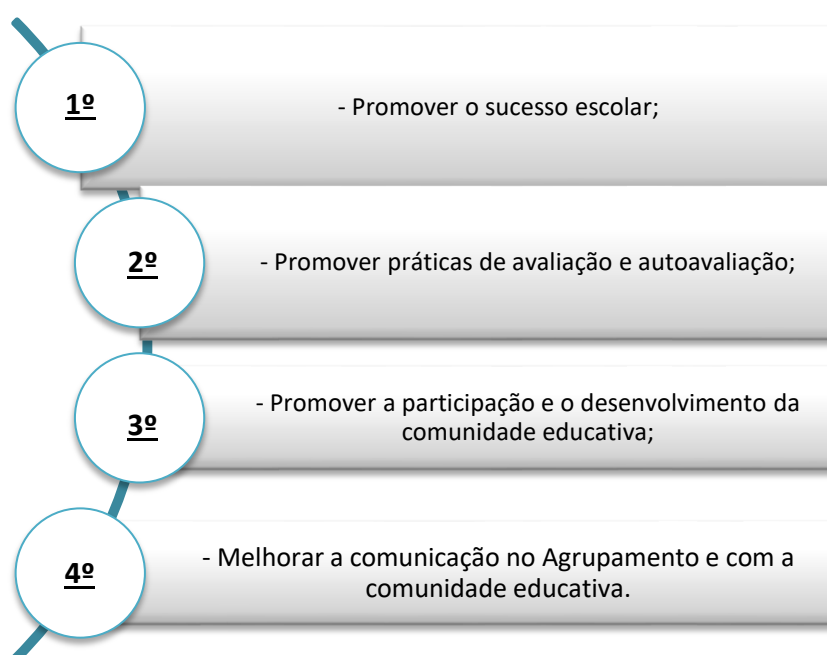 1º
- Promover o sucesso escolar;
2º
- Promover práticas de avaliação e autoavaliação;
3º
- Promover a participação e o desenvolvimento da
comunidade educativa;
4º
- Melhorar a comunicação no Agrupamento e com a
comunidade educativa.